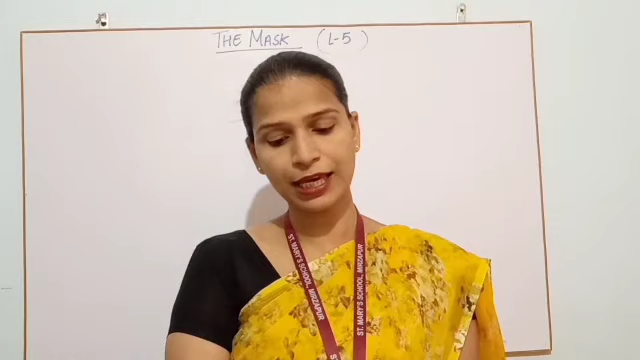 THE MASK (L-5)
ST. MARY'S SCHOOL, MIRZAPUR
ST. MARY'S SCHOOL, MIRZAPUR